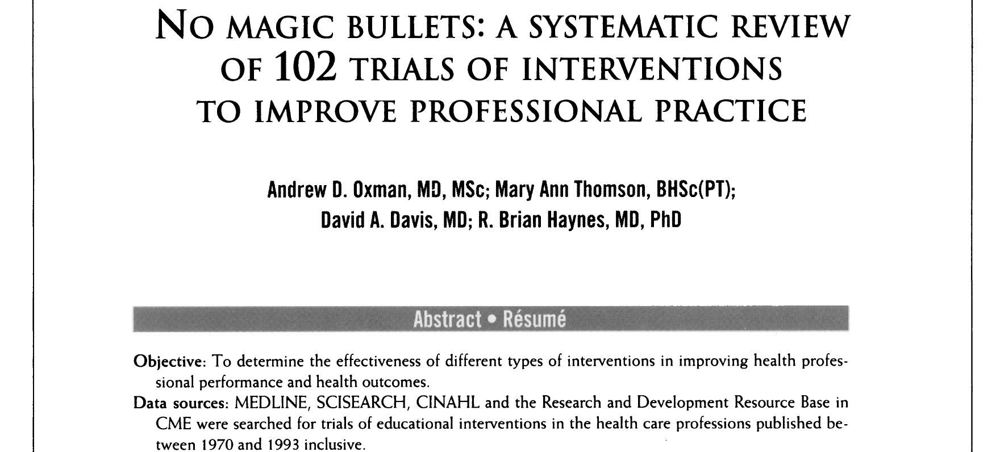 NO MAGIC BULLETS: A SYSTEMATIC REVIEW
OF 102 TRIALS OF INTERVENTIONS
TO IMPROVE PROFESSIONAL PRACTICE
Andrew D. Oxman, MD, MSc; Mary Ann Thomson, BHSc(PT);
David A. Davis, MD; R. Brian Haynes, MD, PhD
Abstract • Résumé
Objective: To determine the effectiveness of different types of interventions in improving health profes-
sional performance and health outcomes.
Data sources: MEDLINE, SCISEARCH, CINAHL and the Research and Development Resource Base in
CME were searched for trials of educational interventions in the health care professions published be-
tween 1970 and 1993 inclusive.